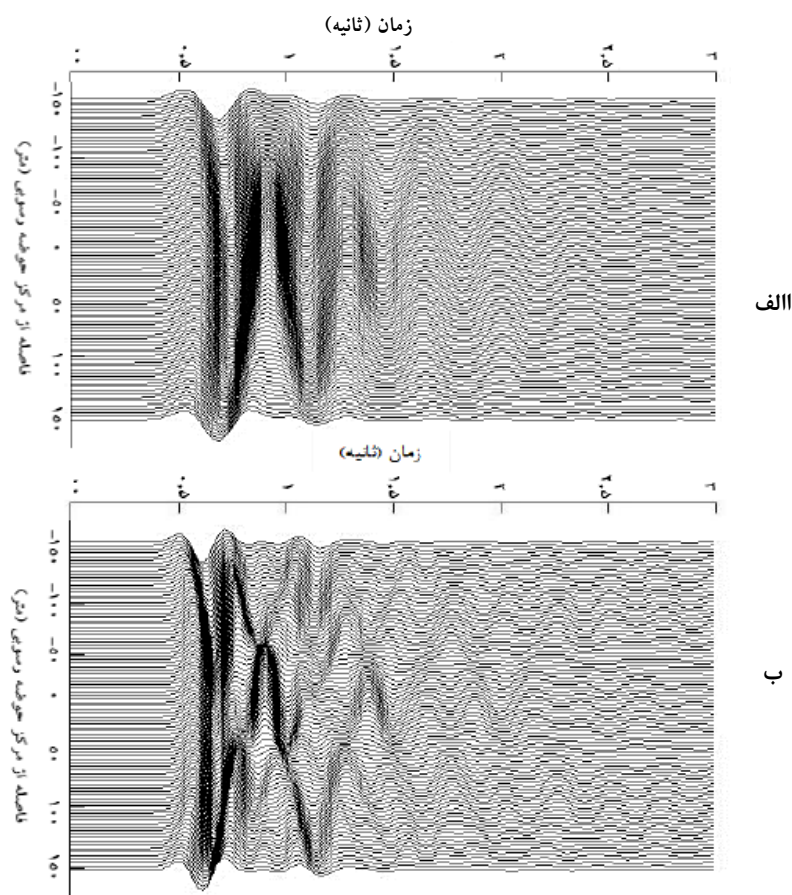 زمان (ثانیه)
۰.۰ ۰.۵ ۱ ۱.۵ ۲ ۲.۵ ۳
-۱۵۰
-۱۰۰
-۵۰
۰
۵۰
۱۰۰
۱۵۰
فاصله از مرکز حوضه رسوبی (متر)
االف
زمان (ثانیه)
۰.۰ ۰.۵ ۱ ۱.۵ ۲ ۲.۵ ۳
-۱۵۰
-۱۰۰
-۵۰
۰
۵۰
۱۰۰
۱۵۰
فاصله از مرکز حوضه رسوبی (متر)
ب